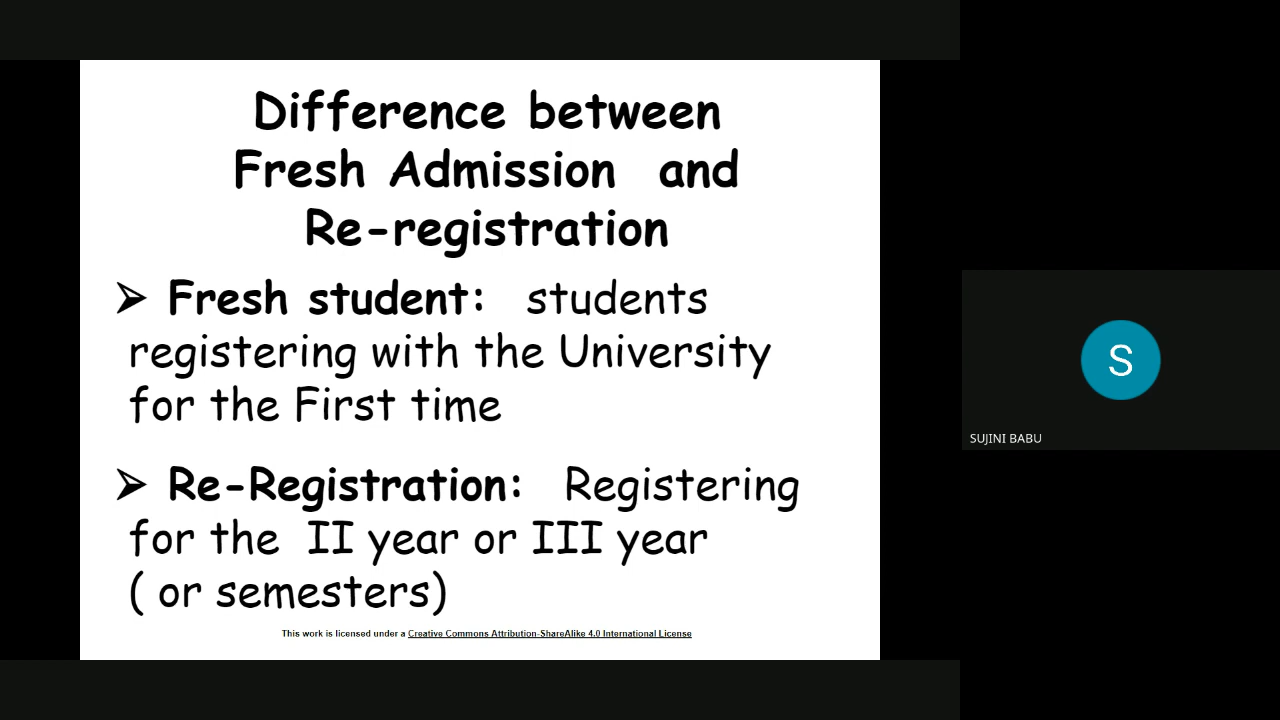 Difference between
Fresh Admission and
Re-registration
➢ Fresh student: students
registering with the University
for the First time
➢ Re-Registration: Registering
for the II year or III year
( or semesters)
This work is licensed under a Creative Commons Attribution-ShareAlike 4.0 International License
S
SUJINI BABU